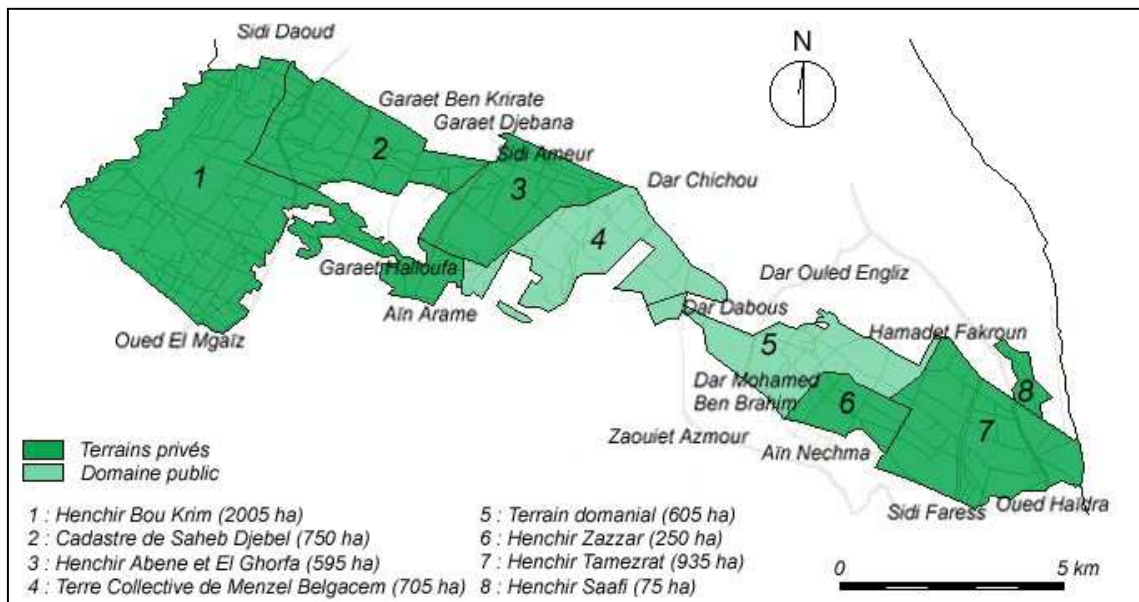 Sidi Daoud
N
Garaet Ben Krirate
Garaet Djebana
Sidi Ameur
2
3
1
Dar Chichou
4
Garaet Halloufa
Dar Ouled Engliz
Aïn Arame
Dar Dabous
Oued El Mgaïz
5
Hamadet Fakroun
Dar Mohamed
Ben Brahim
6
8
7
Zaouiet Azmour
Aïn Nechma
Terrains privés
Domaine public
Sidi Faress
Oued Haïdra
1 : Henchir Bou Krim (2005 ha)
2 : Cadastre de Saheb Djebel (750 ha)
3 : Henchir Abene et El Ghorfa (595 ha)
4 : Terre Collective de Menzel Belgacem (705 ha)
5 : Terrain domanial (605 ha)
6 : Henchir Zazzar (250 ha)
7 : Henchir Tamezrat (935 ha)
8 : Henchir Saafi (75 ha)
0 5 km